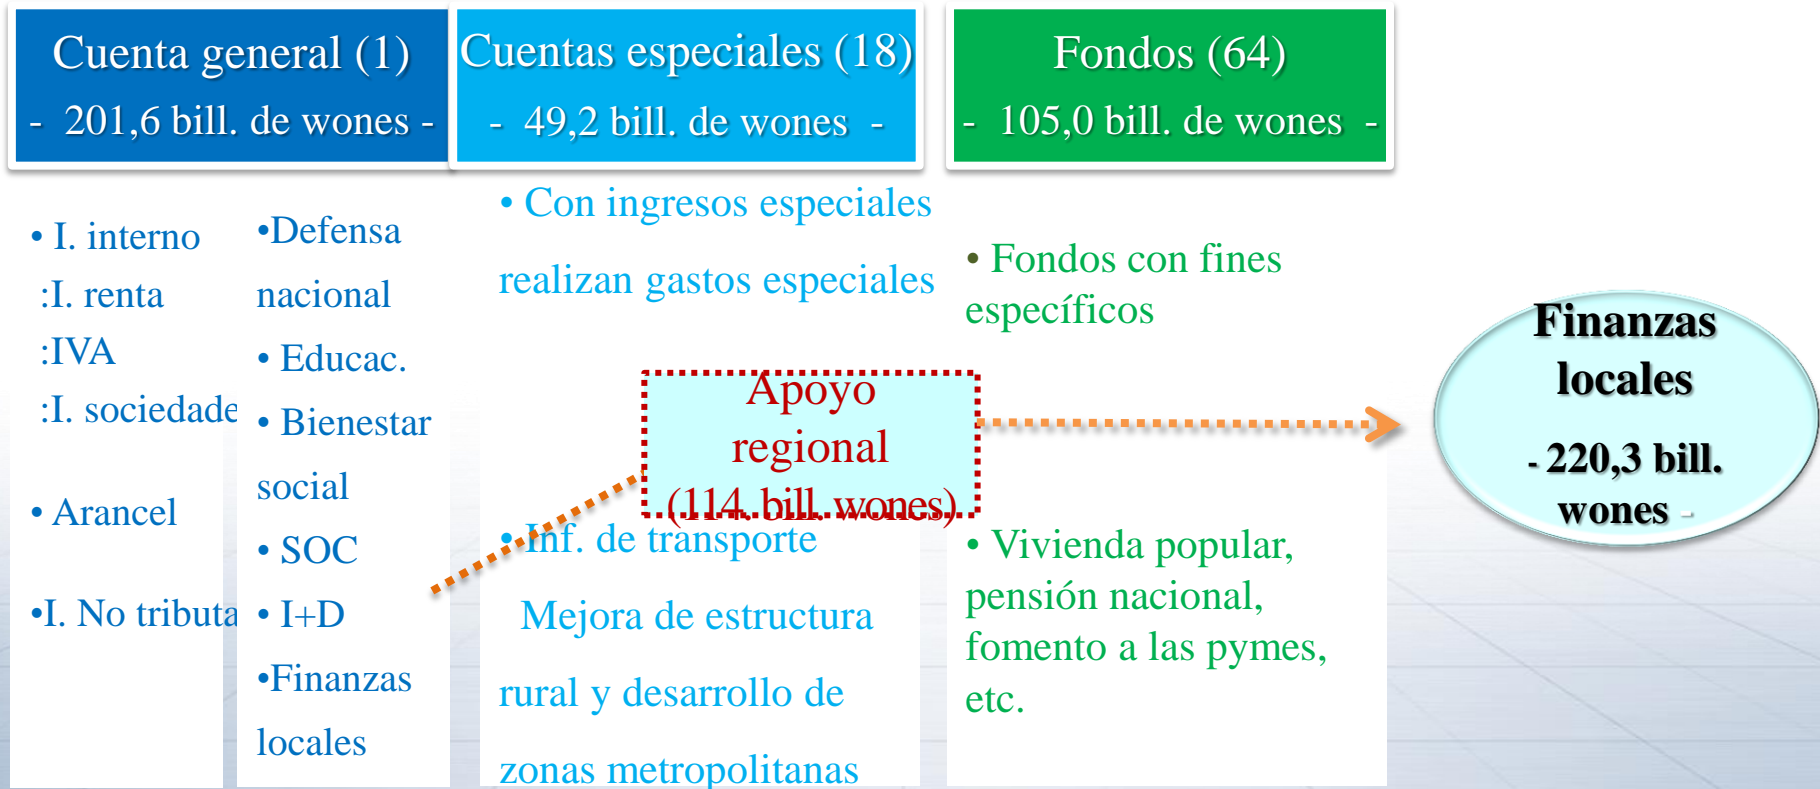 Cuenta general (1)
- 201,6 bill. de wones -
Cuentas especiales (18)
- 49,2 bill. de wones -
Fondos (64)
- 105,0 bill. de wones -
• I. interno
:I. renta
:IVA
:I. sociedade
• Arancel
•I. No tributa
•Defensa
nacional
• Educac.
• Bienestar
social
• SOC
• I+D
•Finanzas
locales
• Con ingresos especiales
realizan gastos especiales
• Inf. de transporte
Mejora de estructura
rural y desarrollo de
zonas metropolitanas
• Fondos con fines
específicos
• Vivienda popular,
pensión nacional,
fomento a las pymes,
etc.
Apoyo
regional
(114. bill. wones)
Finanzas
locales
- 220,3 bill.
wones -